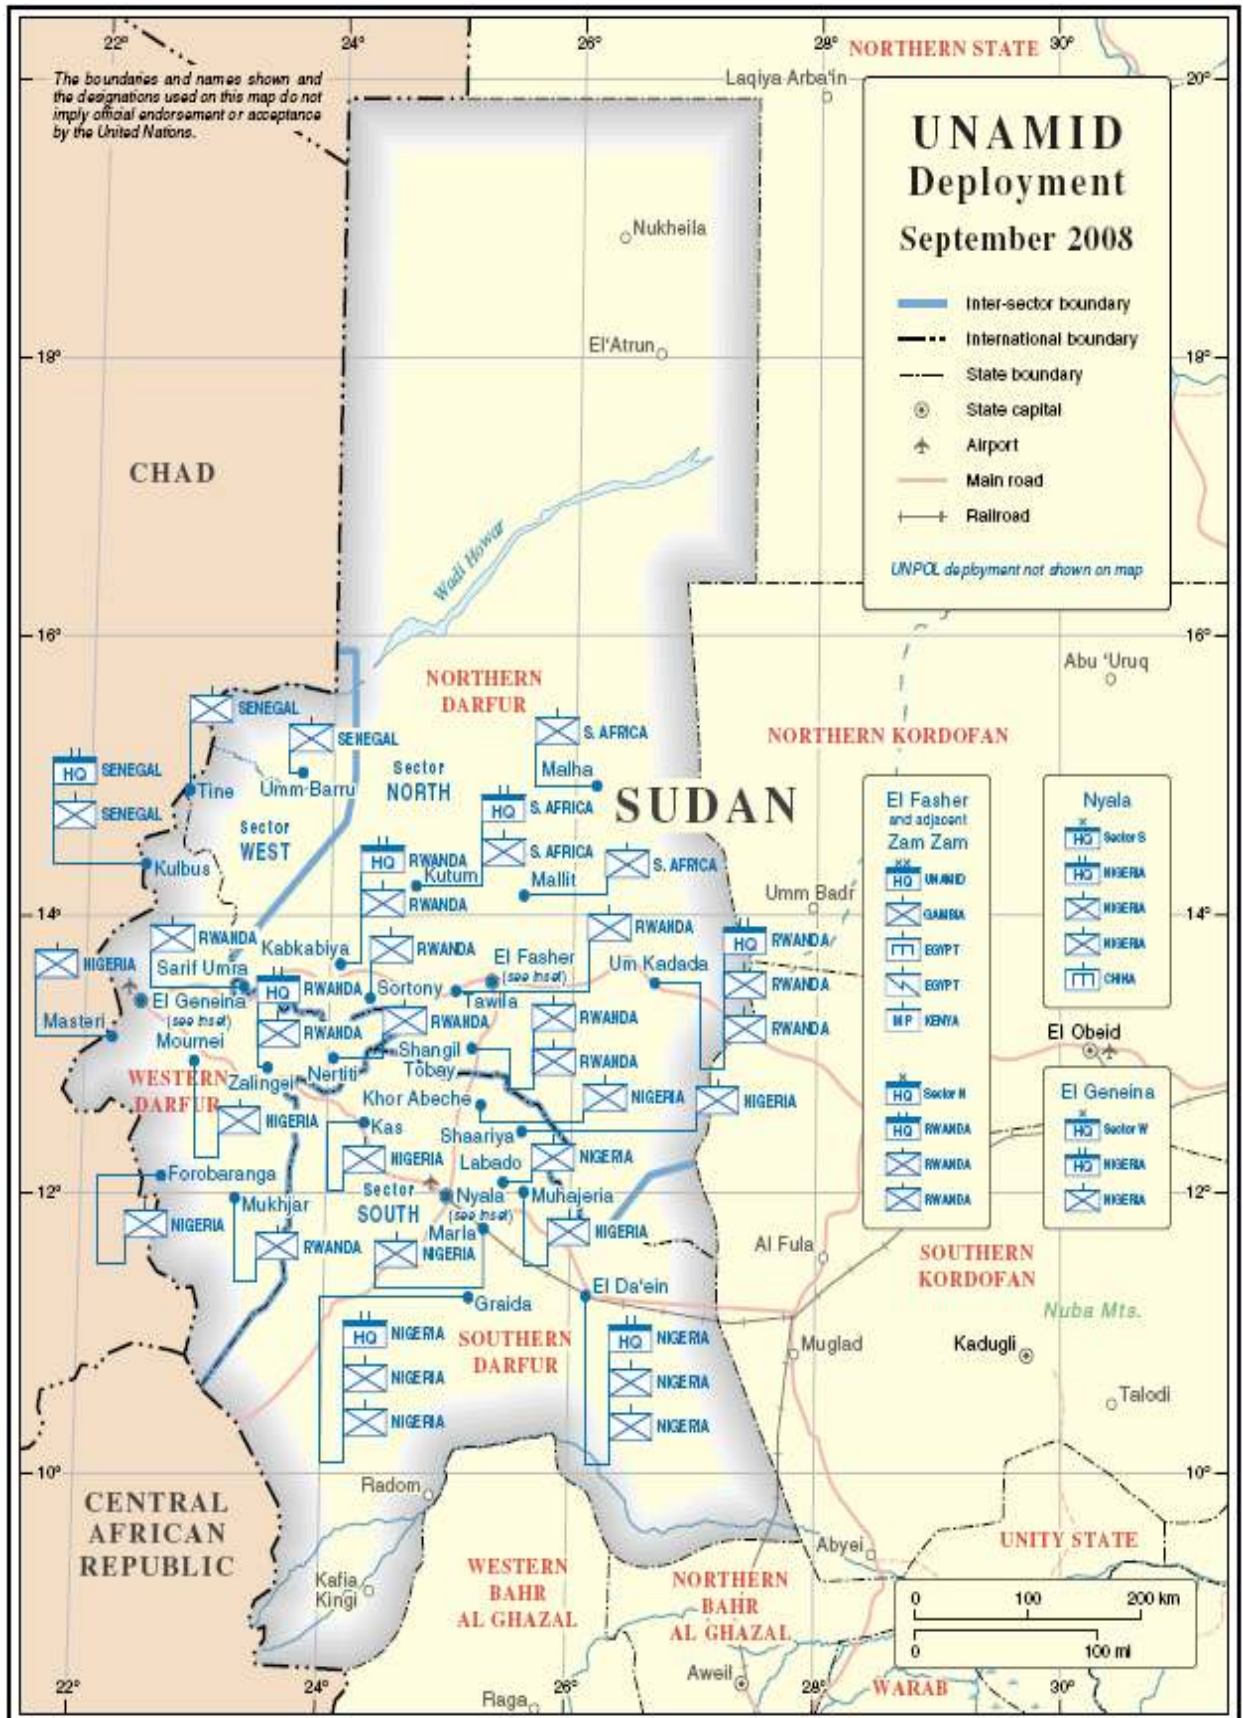 22°
24°
26°
28°
30°
NORTHERN STATE
The boundaries and names shown and
the designations used on this map do not
imply official endorsement or acceptance
by the United Nations.
Laqiya Arba'in
20°
UNAMID
Deployment
September 2008
Inter-sector boundary
International boundary
State boundary
State capital
Airport
Main road
Railroad
UNPOL deployment not shown on map
Nukheila
El'Atrun
18°
18°
CHAD
Wadi Howar
16°
16°
Abu 'Uruq
NORTHERN
DARFUR
NORTHERN KORDOFAN
SENEGAL
SENEGAL
S. AFRICA
HQ SENEGAL
SENEGAL
Tine
Umm-Barru
Sector
NORTH
Malha
SUDAN
Sector
WEST
HQ S. AFRICA
S. AFRICA
S. AFRICA
Kulbus
HQ RWANDA
Kutum
RWANDA
Mallit
Umm Badr
14°
14°
El Fasher
and adjacent
Zam Zam
HQ UNAMID
GAMBIA
EGYPT
EGYPT
MP KENYA
HQ Sector N
HQ RWANDA
RWANDA
RWANDA
Nyala
HQ Sector S
HQ NIGERIA
NIGERIA
NIGERIA
CHINA
El Obeid
El Geneina
HQ Sector W
HQ NIGERIA
NIGERIA
RWANDA
Kabkabiya
RWANDA
RWANDA
HQ RWANDA
RWANDA
RWANDA
NIGERIA
Sarif Umra
El Fasher
(see inset)
Um Kadada
HQ RWANDA
RWANDA
Sortony
Tawila
El Geneina
(see inset)
RWANDA
RWANDA
RWANDA
Masteri
Mournei
Shangil
Tobay
Zalingei
Nertiti
WESTERN
DARFUR
Khor Abeche
NIGERIA
NIGERIA
NIGERIA
Kas
Shaariya
NIGERIA
Labado
NIGERIA
Forobaranga
12°
12°
Mukhjar
Sector
SOUTH
Nyala
(see inset)
Muhajeria
NIGERIA
RWANDA
Marla
NIGERIA
NIGERIA
Al Fula
SOUTHERN
KORDOFAN
Graida
El Da'ein
Nuba Mts.
HQ NIGERIA
NIGERIA
NIGERIA
SOUTHERN
DARFUR
HQ NIGERIA
NIGERIA
NIGERIA
Muglad
Kadugli
Talodi
10°
10°
Radom
CENTRAL
AFRICAN
REPUBLIC
Abyei
UNITY STATE
Kafia
Kingi
WESTERN
BAHR
AL GHAZAL
NORTHERN
BAHR
AL GHAZAL
0 100 200 km
0 100 mi
Aweil
WARAB
Raga
22°
24°
26°
28°
30°